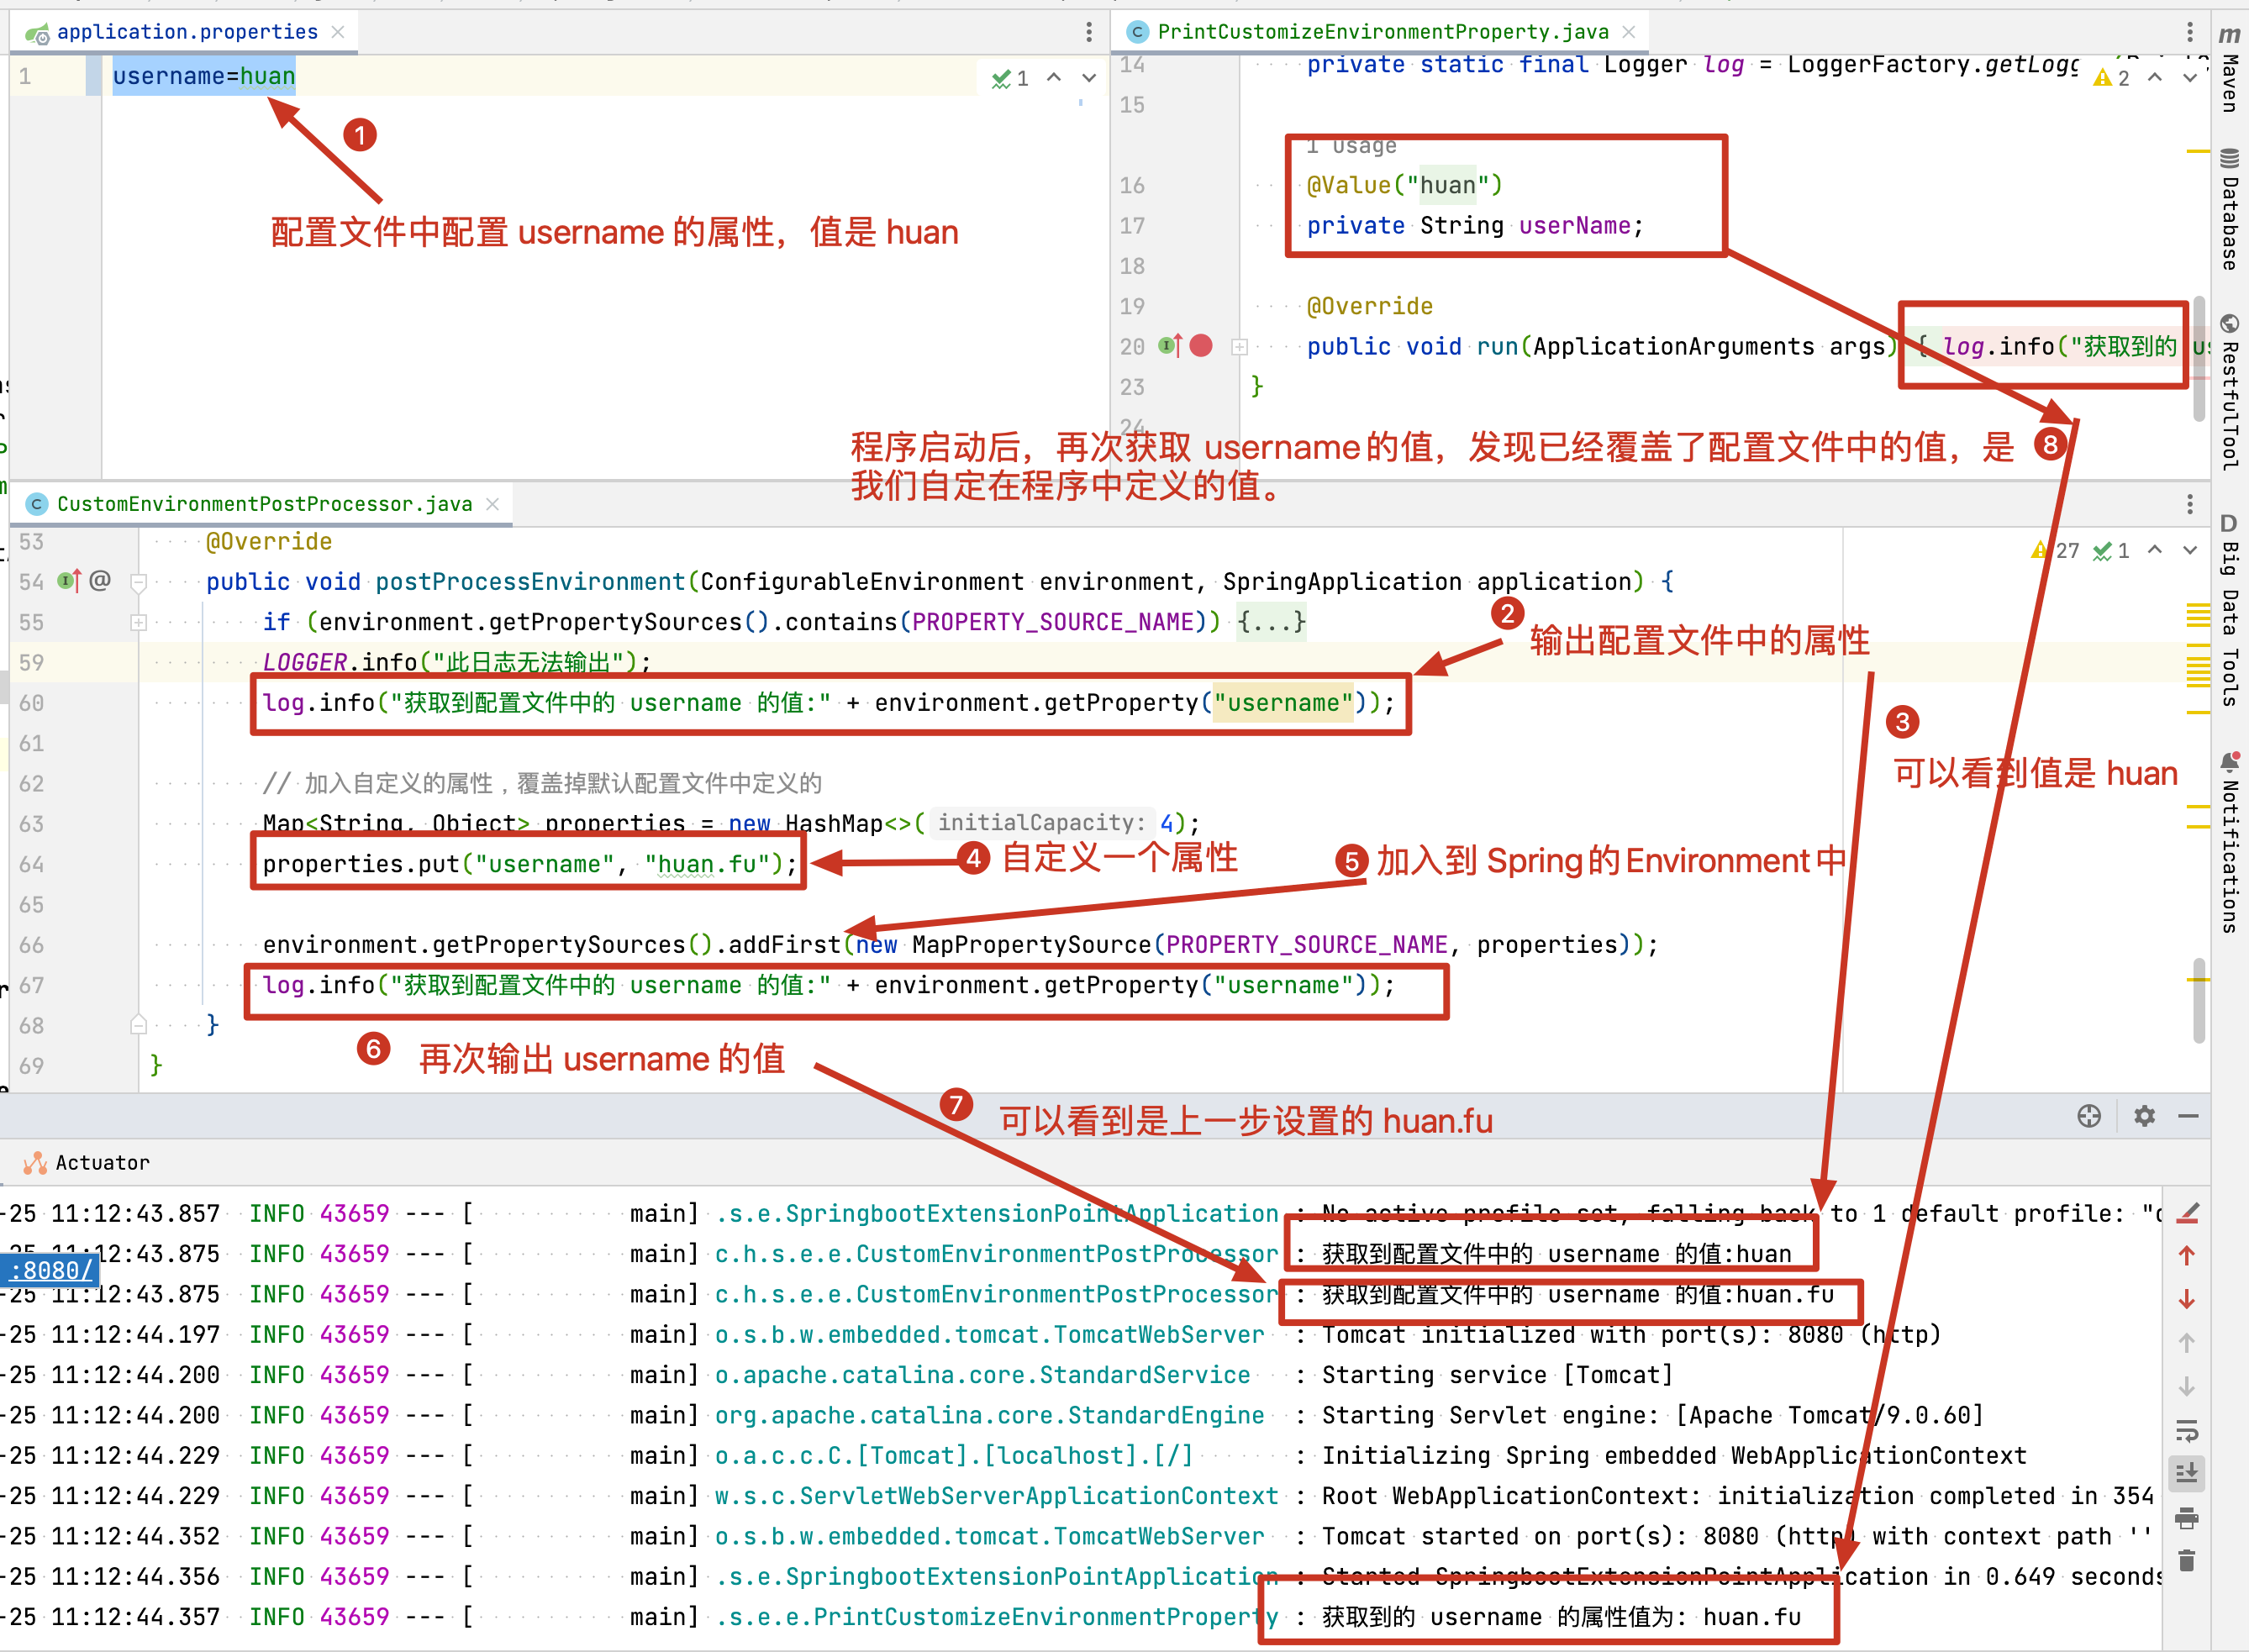 application.properties
1
username=huan
1
1
配置文件中配置 username 的属性，值是 huan
PrintCustomizeEnvironmentProperty.java
14 private static final Logger log = LoggerFactory.getLogg
2
15
1 usage
16 @Value("huan")
17 private String userName;
18
19 @Override
20 public void run(ApplicationArguments args) { log.info("获取到的 us
23 }
24
程序启动后，再次获取 username的值，发现已经覆盖了配置文件中的值，是
我们自定在程序中定义的值。
8
CustomEnvironmentPostProcessor.java
53 @Override
27 1
54 @ public void postProcessEnvironment(ConfigurableEnvironment environment, SpringApplication application) {
55 if (environment.getPropertySources().contains(PROPERTY_SOURCE_NAME)) {...}
2
输出配置文件中的属性
59 LOGGER.info("此日志无法输出");
60 log.info("获取到配置文件中的 username 的值:" + environment.getProperty("username"));
3
61
可以看到值是 huan
62 // 加入自定义的属性，覆盖掉默认配置文件中定义的
63 Map<String, Object> properties = new HashMap<>( initialCapacity: 4);
64 properties.put("username", "huan.fu");
4 自定义一个属性
5 加入到 Spring的Environment中
65
66 environment.getPropertySources().addFirst(new MapPropertySource(PROPERTY_SOURCE_NAME, properties));
67 log.info("获取到配置文件中的 username 的值:" + environment.getProperty("username"));
68 }
6 再次输出 username 的值
69 }
7 可以看到是上一步设置的 huan.fu
Actuator
-25 11:12:43.857 INFO 43659 --- [ main] .s.e.SpringbootExtensionPointApplication : No active profile set, falling back to 1 default profile: "d
-25 11:12:43.875 INFO 43659 --- [ main] c.h.s.e.e.CustomEnvironmentPostProcessor : 获取到配置文件中的 username 的值:huan
:8080/
-25 11:12:43.875 INFO 43659 --- [ main] c.h.s.e.e.CustomEnvironmentPostProcessor : 获取到配置文件中的 username 的值:huan.fu
-25 11:12:44.197 INFO 43659 --- [ main] o.s.b.w.embedded.tomcat.TomcatWebServer : Tomcat initialized with port(s): 8080 (http)
-25 11:12:44.200 INFO 43659 --- [ main] o.apache.catalina.core.StandardService : Starting service [Tomcat]
-25 11:12:44.200 INFO 43659 --- [ main] org.apache.catalina.core.StandardEngine : Starting Servlet engine: [Apache Tomcat/9.0.60]
-25 11:12:44.229 INFO 43659 --- [ main] o.a.c.c.C.[Tomcat].[localhost].[/] : Initializing Spring embedded WebApplicationContext
-25 11:12:44.229 INFO 43659 --- [ main] w.s.c.ServletWebServerApplicationContext : Root WebApplicationContext: initialization completed in 354
-25 11:12:44.352 INFO 43659 --- [ main] o.s.b.w.embedded.tomcat.TomcatWebServer : Tomcat started on port(s): 8080 (http) with context path ''
-25 11:12:44.356 INFO 43659 --- [ main] .s.e.SpringbootExtensionPointApplication : Started SpringbootExtensionPointApplication in 0.649 seconds
-25 11:12:44.357 INFO 43659 --- [ main] .s.e.e.PrintCustomizeEnvironmentProperty : 获取到的 username 的属性值为: huan.fu
m
Maven
Database
RestfulTool
D
Big Data Tools
Notifications